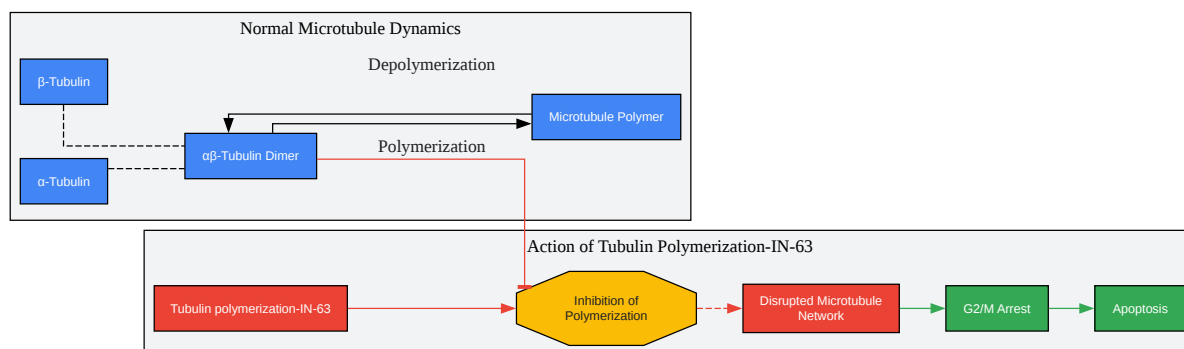 Normal Microtubule Dynamics
Depolymerization
β-Tubulin
Microtubule Polymer
αβ-Tubulin Dimer
Polymerization
α-Tubulin
Action of Tubulin Polymerization-IN-63
Tubulin polymerization-IN-63
Inhibition of
Polymerization
Disrupted Microtubule
Network
G2/M Arrest
Apoptosis